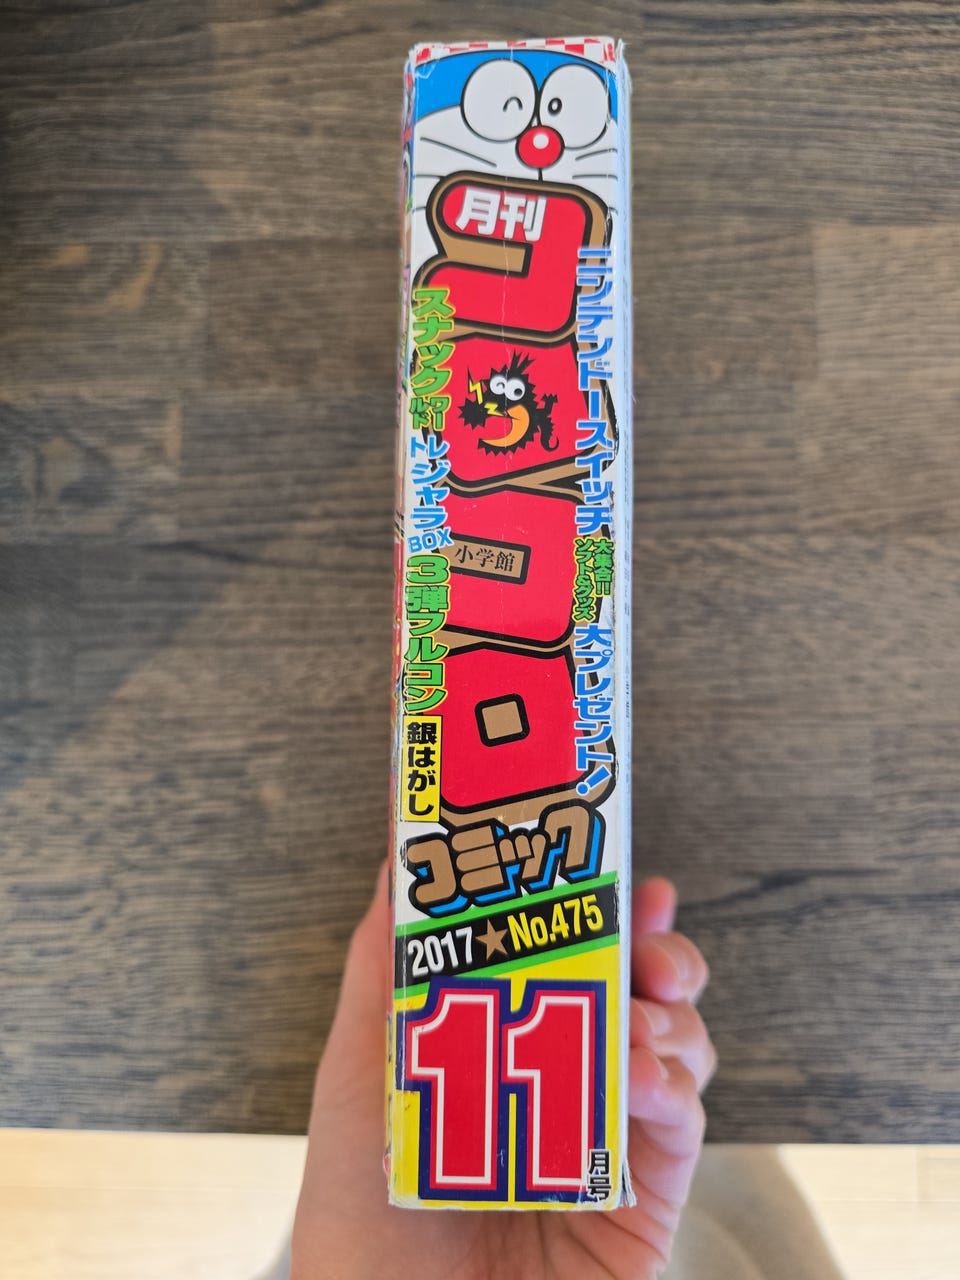 月刊
コロコロ
コミック
小学館
ニンテンドースイッチ
大集合!!
ソフト&グッズ
大プレゼント!
スナックワールド
トレジャラBOX
3弾フルコン
銀はがし
2017★No.475
11
月号